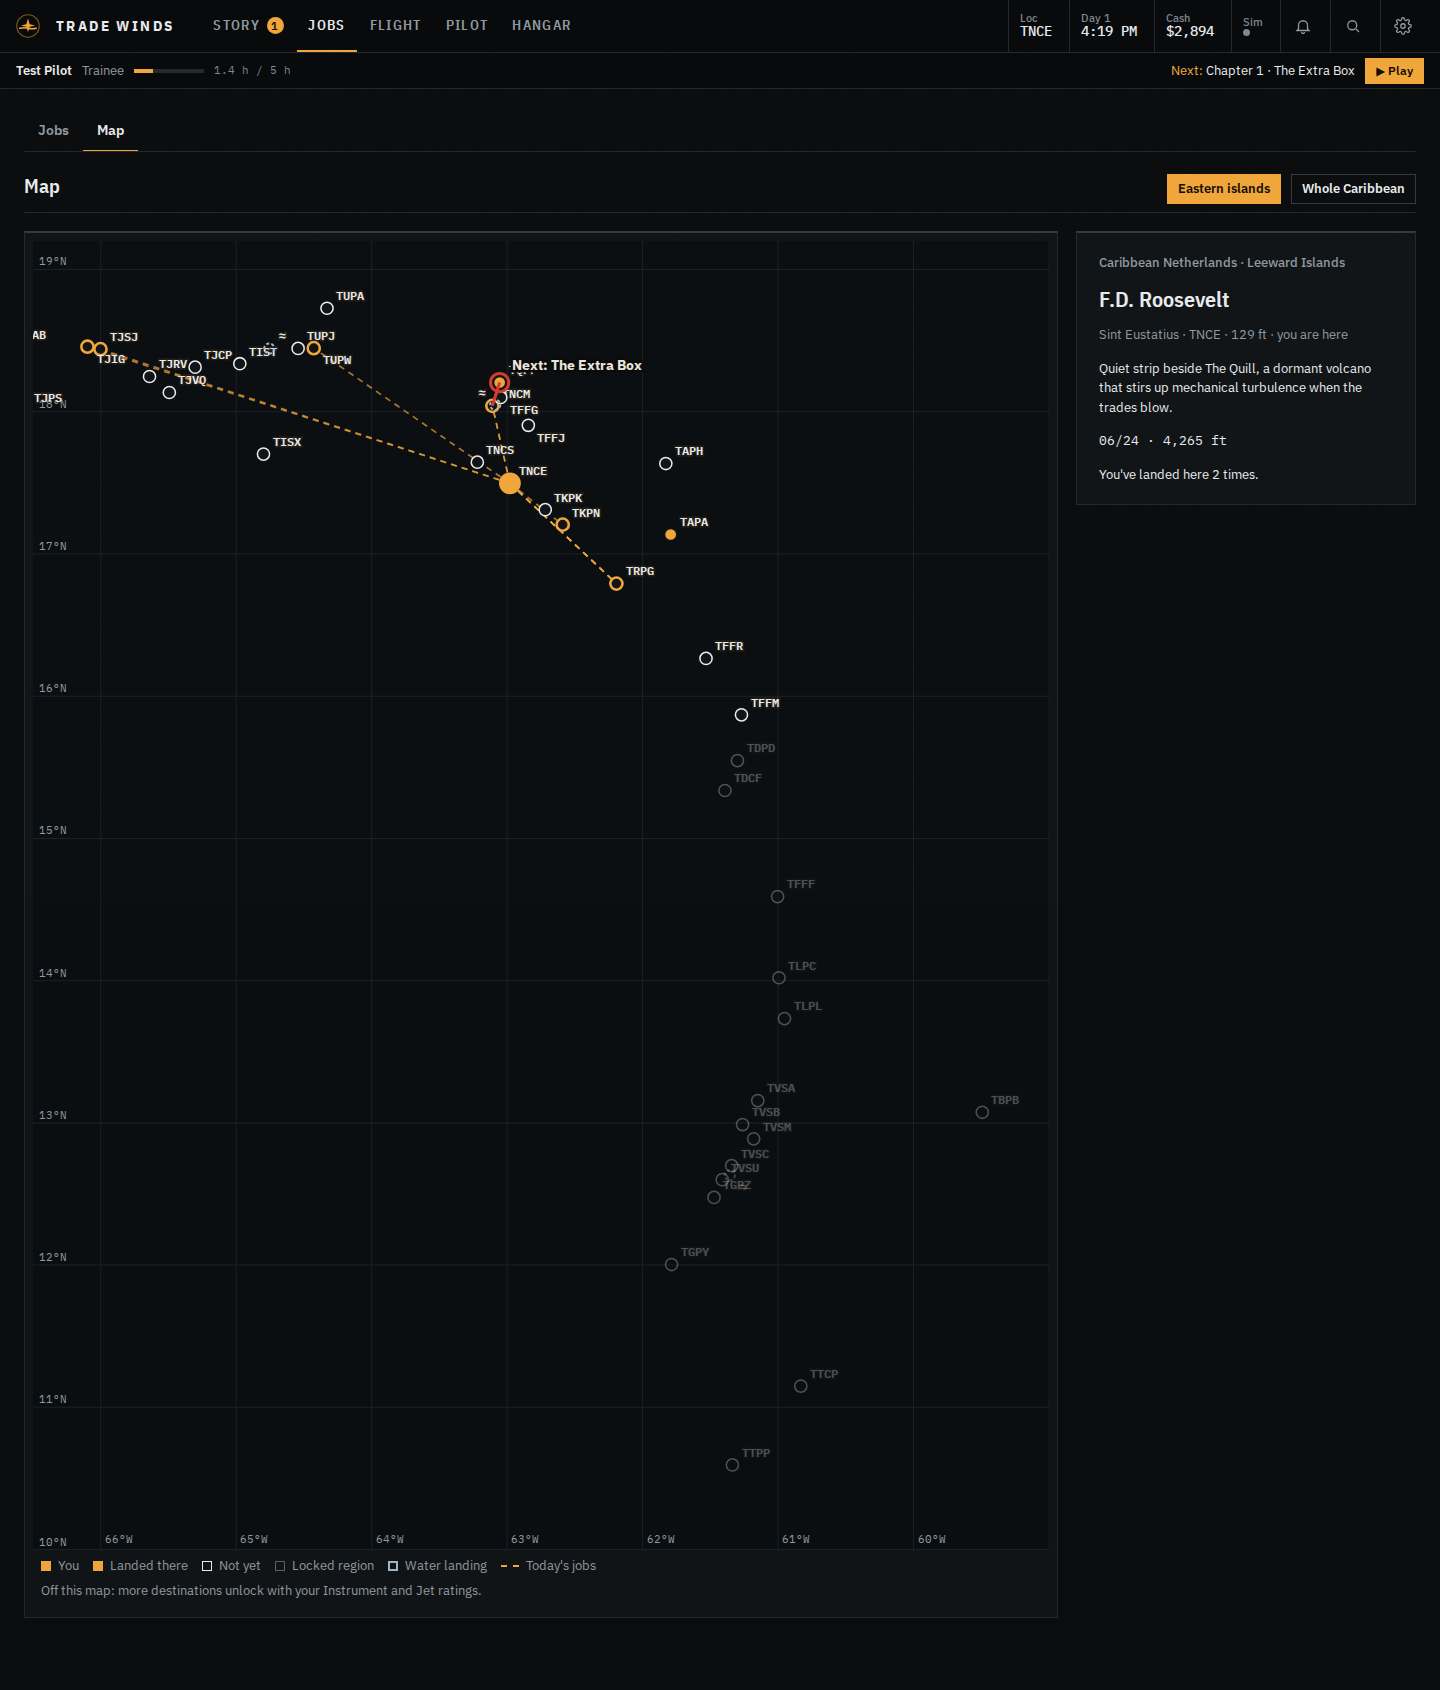 TRADE WINDS
STORY 1 JOBS FLIGHT PILOT HANGAR
Loc TNCE
Day 1 4:19 PM
Cash $2,894
Sim
Test Pilot Trainee 1.4 h / 5 h
Next: Chapter 1 · The Extra Box ▶ Play
Jobs Map
Map
Eastern islands Whole Caribbean
19°N
TUPA
AB
TJSJ
TJIG
TJRV
TJCP
TJVQ
TIST
≈
TUPJ
TUPW
Next: The Extra Box
≈
TNCM
TFFG
TJPS
18°N
TFFJ
TISX
TNCS
TAPH
TNCE
TKPK
TKPN
TAPA
17°N
TRPG
TFFR
16°N
TFFM
TDPD
TDCF
15°N
TFFF
TLPC
14°N
TLPL
TVSA
TBPB
13°N
TVSB
TVSM
TVSC
TVSU
12°N
TGPY
TTCP
11°N
TTPP
10°N
66°W 65°W 64°W 63°W 62°W 61°W 60°W
You Landed there Not yet Locked region Water landing Today's jobs
Off this map: more destinations unlock with your Instrument and Jet ratings.
Caribbean Netherlands · Leeward Islands
F.D. Roosevelt
Sint Eustatius · TNCE · 129 ft · you are here
Quiet strip beside The Quill, a dormant volcano
that stirs up mechanical turbulence when the
trades blow.
06/24 · 4,265 ft
You've landed here 2 times.